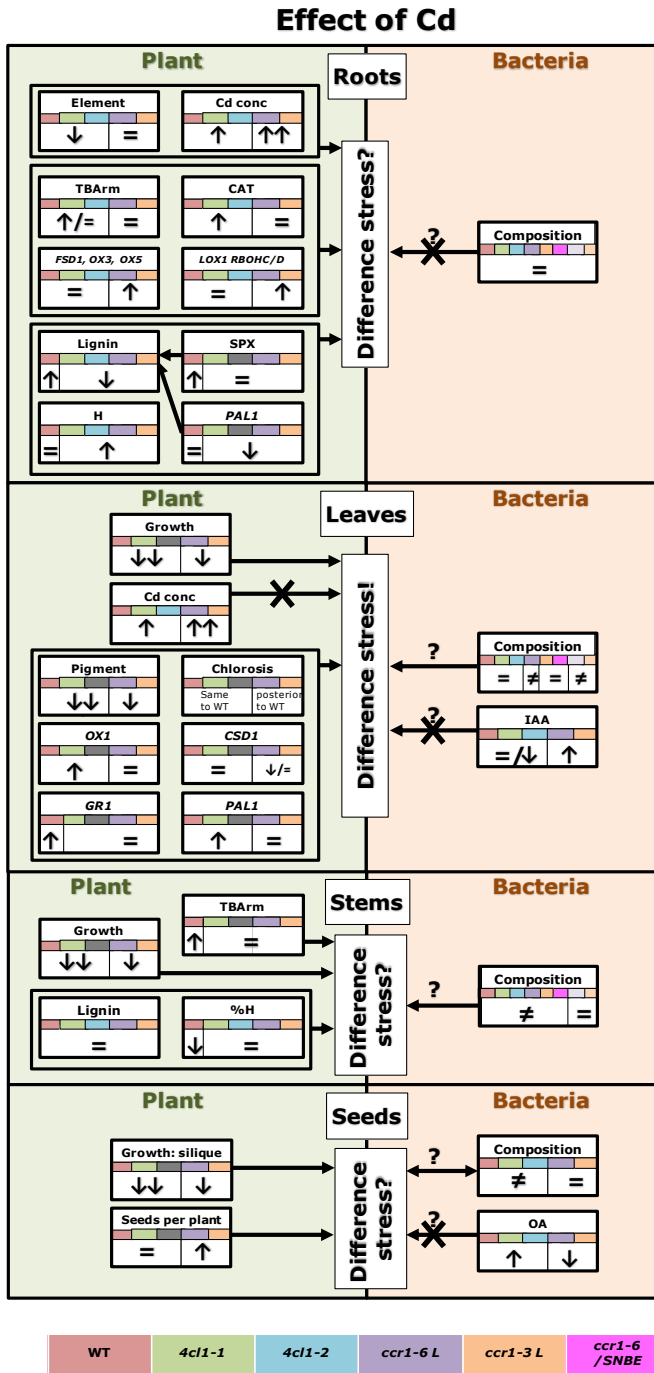 Effect of Cd
Plant
Roots
Bacteria
Element
↓ =
Cd conc
↑ ↑↑
TBArm
↑/= =
CAT
↑ =
FSD1, OX3, OX5
= ↑
LOX1 RBOHC/D
= ↑
Lignin
↑ ↓
SPX
↑ =
H
= ↑
PAL1
= ↓
Difference stress?
?
Composition
=
Plant
Leaves
Bacteria
Growth
↓↓ ↓
Cd conc
↑ ↑↑
Pigment
↓↓ ↓
Chlorosis
Same posterior
to WT to WT
OX1
↑ =
CSD1
= ↓/=
GR1
↑ =
PAL1
↑ =
Difference stress!
?
Composition
= ≠ = ≠
?
IAA
=/↓ ↑
Plant
Stems
Bacteria
TBArm
↑ =
Growth
↓↓ ↓
Lignin
=
%H
↓ =
Difference
stress?
?
Composition
≠ =
Plant
Seeds
Bacteria
Growth: silique
↓↓ ↓
Seeds per plant
= ↑
Difference
stress?
?
Composition
≠ =
?
OA
↑ ↓
WT 4cl1-1 4cl1-2 ccr1-6 L ccr1-3 L ccr1-6
/SNBE